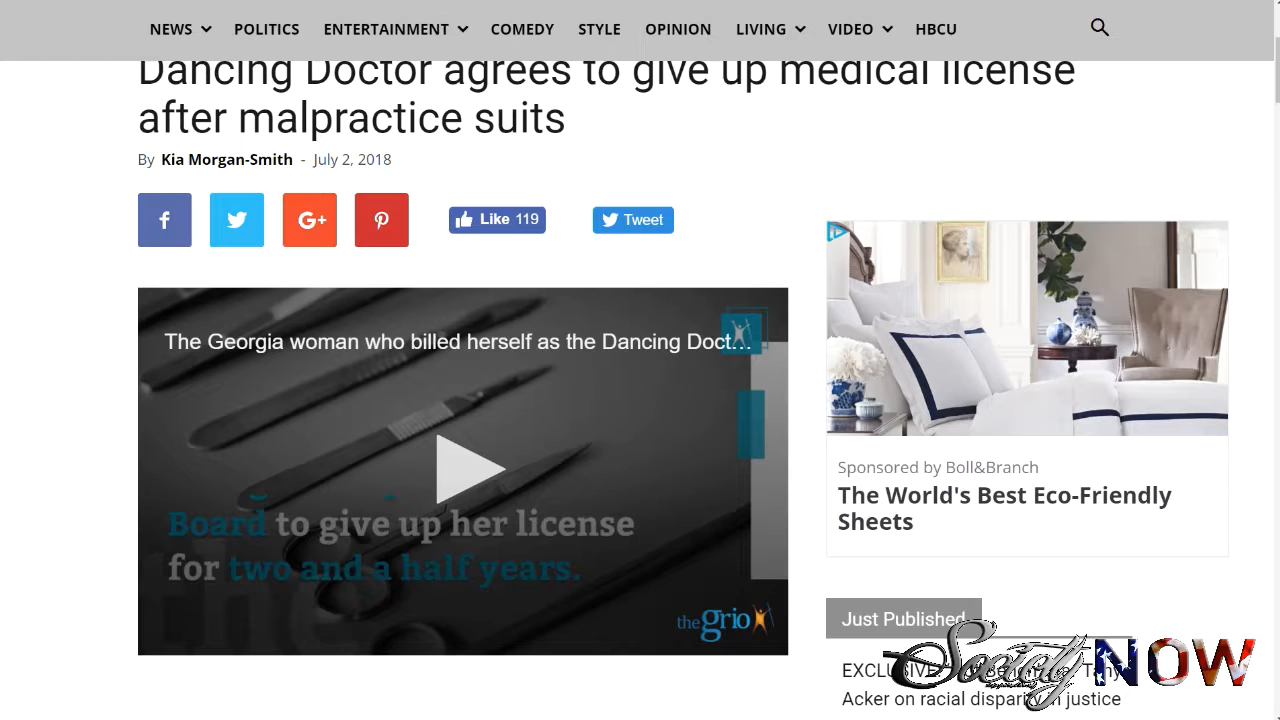 NEWS POLITICS ENTERTAINMENT COMEDY STYLE OPINION LIVING VIDEO HBCU
Dancing Doctor agrees to give up medical license
after malpractice suits
By Kia Morgan-Smith - July 2, 2018
f G+ Like 119 Tweet
The Georgia woman who billed herself as the Dancing Doct...
Board to give up her license
for two and a half years.
the
thegrio
Sponsored by Boll&Branch
The World's Best Eco-Friendly
Sheets
Just Published
Society NOW
Acker on racial disparity in justice